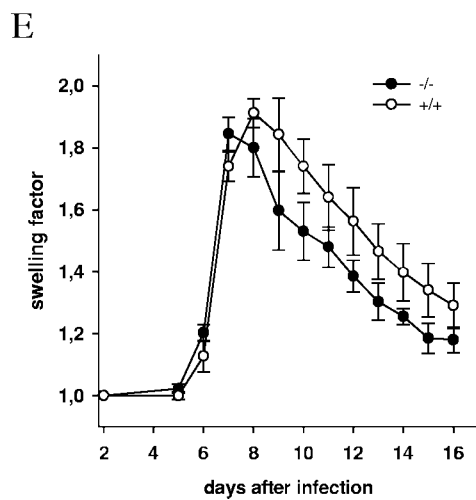 E
-/-
+/+
2,0
1,8
1,6
1,4
1,2
1,0
swelling factor
2 4 6 8 10 12 14 16
days after infection